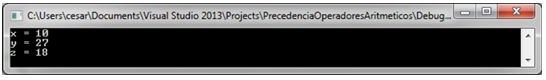 C:\Users\cesar\Documents\Visual Studio 2013\Projects\PrecedenciaOperadoresAritmeticos\Debug...
x = 10
y = 27
z = 18